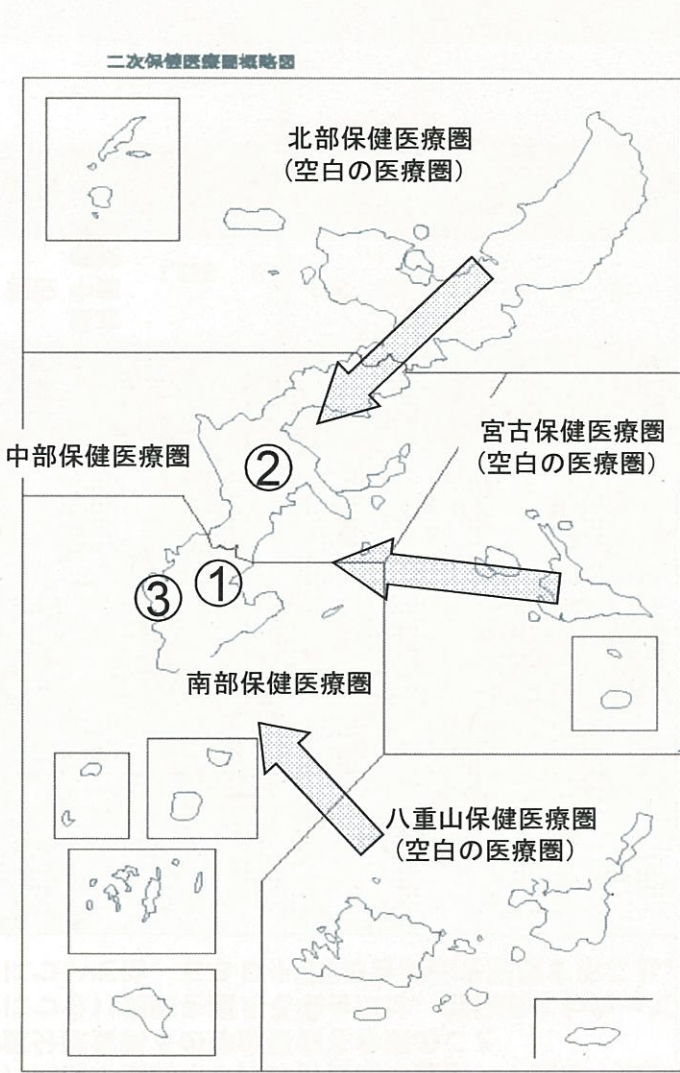 二次保健医療圏概略図
北部保健医療圏
(空白の医療圏)
中部保健医療圏
宮古保健医療圏
(空白の医療圏)
②
①
③
南部保健医療圏
八重山保健医療圏
(空白の医療圏)